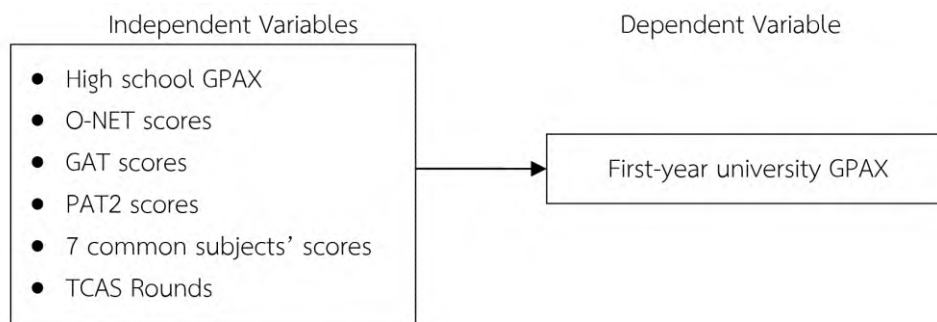 Independent Variables
Dependent Variable
● High school GPAX
● O-NET scores
● GAT scores
● PAT2 scores
● 7 common subjects' scores
● TCAS Rounds
First-year university GPAX